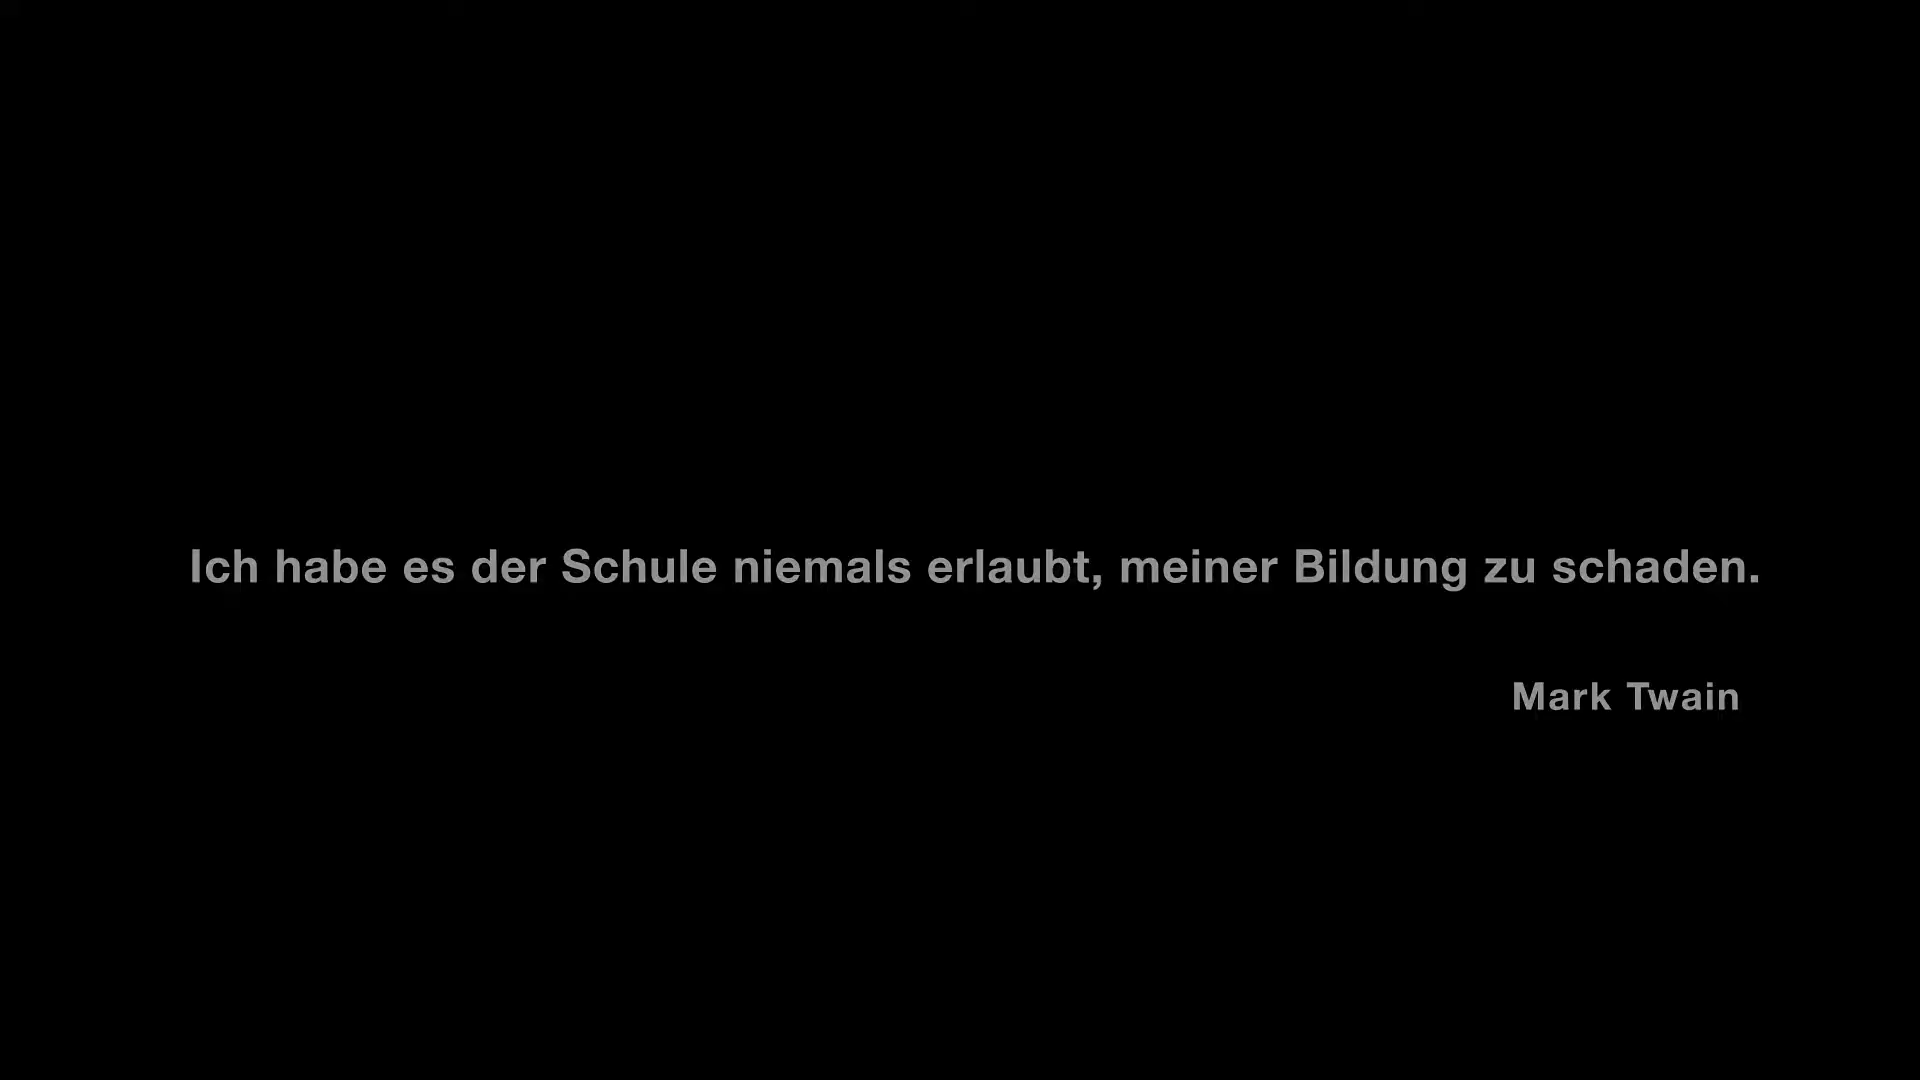 Ich habe es der Schule niemals erlaubt, meiner Bildung zu schaden.
Mark Twain